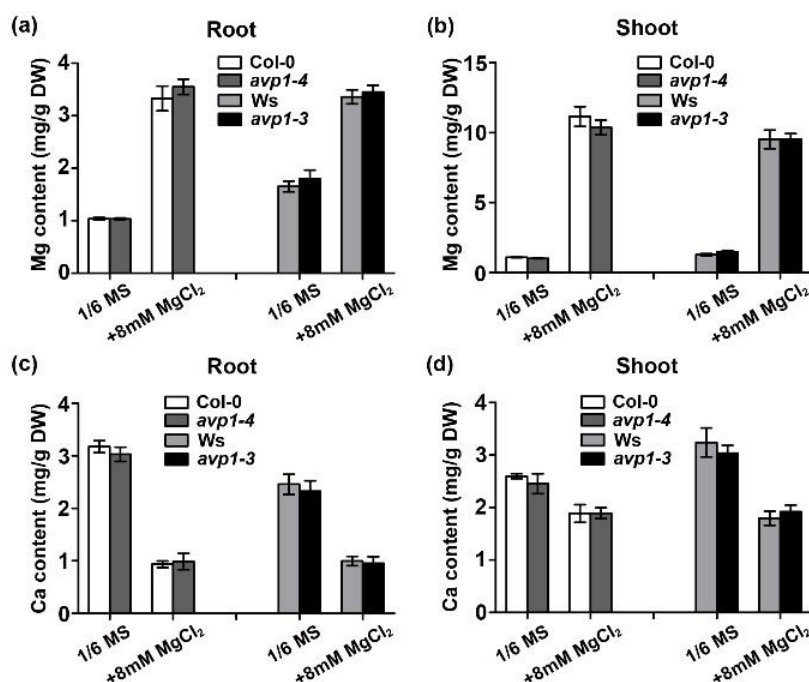 (a)
Root
Mg content (mg/g DW)
4
3
2
1
0
Col-0
avp1-4
Ws
avp1-3
1/6 MS
+8mM MgCl₂
1/6 MS
+8mM MgCl₂
(b)
Shoot
Mg content (mg/g DW)
15
10
5
0
Col-0
avp1-4
Ws
avp1-3
1/6 MS
+8mM MgCl₂
1/6 MS
+8mM MgCl₂
(c)
Root
Ca content (mg/g DW)
4
3
2
1
0
Col-0
avp1-4
Ws
avp1-3
1/6 MS
+8mM MgCl₂
1/6 MS
+8mM MgCl₂
(d)
Shoot
Ca content (mg/g DW)
4
3
2
1
0
Col-0
avp1-4
Ws
avp1-3
1/6 MS
+8mM MgCl₂
1/6 MS
+8mM MgCl₂